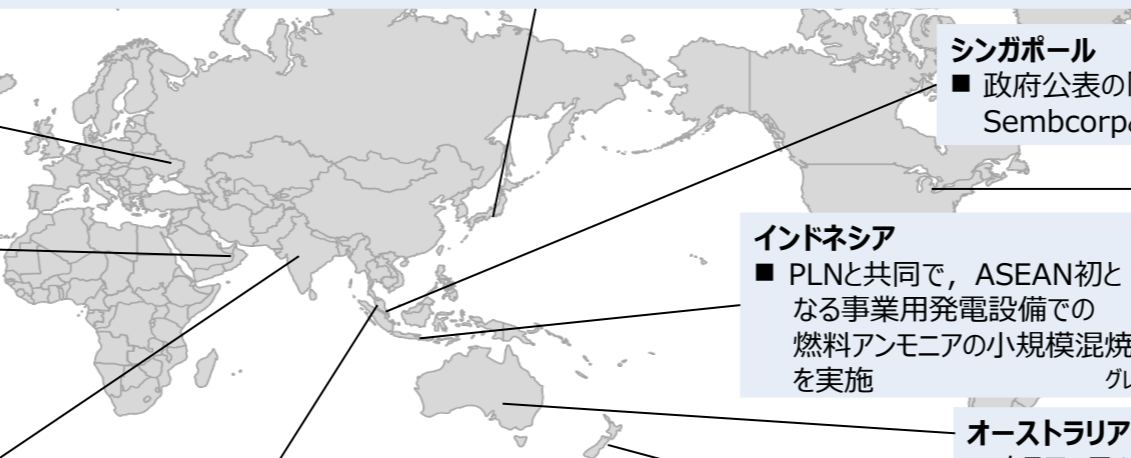 シンガポール
■ 政府公表の
Sembcorp
インドネシア
■ PLNと共同で，ASEAN初と
なる事業用発電設備での
燃料アンモニアの小規模混焼
を実施
グレ
オーストラリア